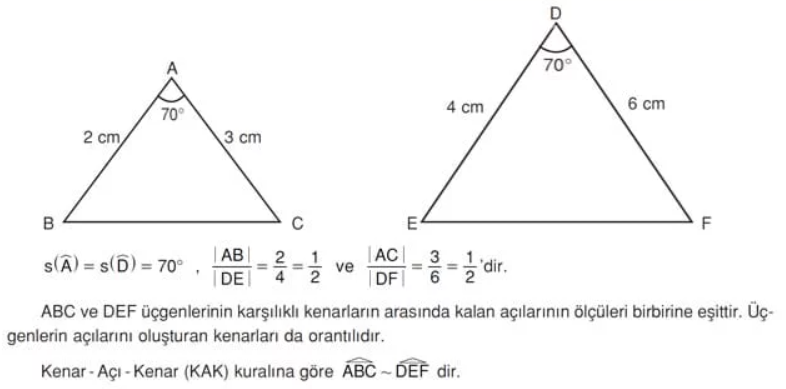 D
70°
4 cm
6 cm
A
70°
2 cm
3 cm
B
C
E
F
s(Â) = s(D̂) = 70° , |AB|/|DE| = 2/4 = 1/2 ve |AC|/|DF| = 3/6 = 1/2 'dir.
ABC ve DEF üçgenlerinin karşılıklı kenarların arasında kalan açılarının ölçüleri birbirine eşittir. Üç-
genlerin açılarını oluşturan kenarları da orantılıdır.
Kenar - Açı - Kenar (KAK) kuralına göre ABC ~ DEF dir.